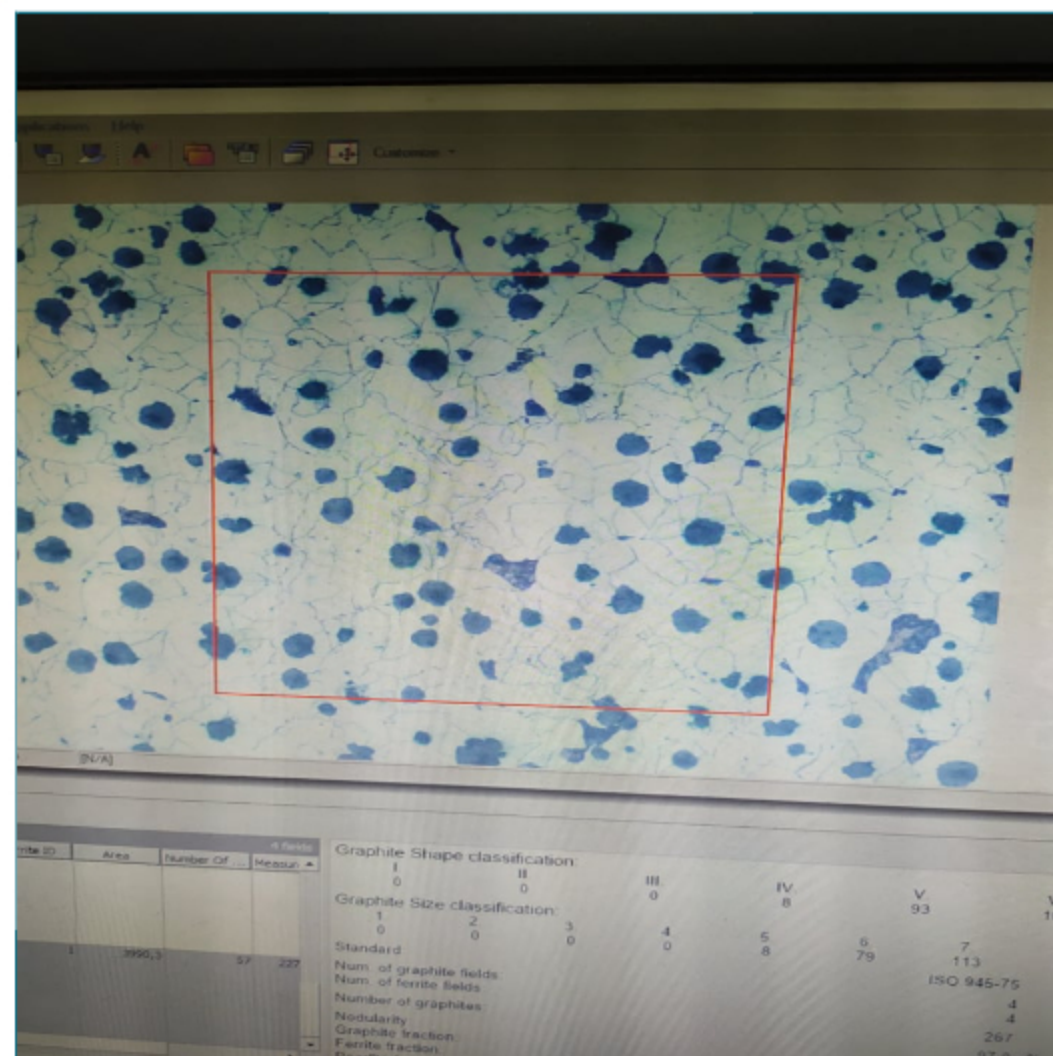 Help
Customize
[N/A]
4 fields
rite ID Area Number Of ... Measun
1 3990,3 57 227
Graphite Shape classification:
I II III. IV. V.
0 0 0 8 93
Graphite Size classification:
1 2 3 4 5. 6. 7.
0 0 0 0 8 79 113
Standard ISO 945-75
Num. of graphite fields 4
Num. of ferrite fields 4
Number of graphites 267
Nodularity
Graphite fraction
Ferrite fraction